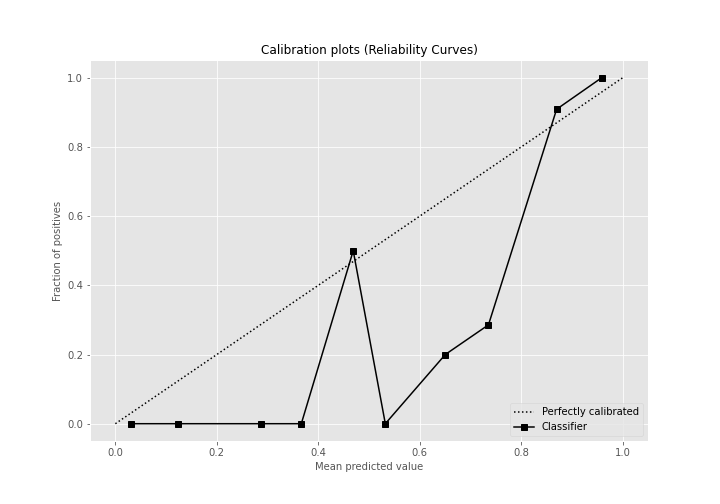 Calibration plots (Reliability Curves)
1.0
0.8
0.6
0.4
0.2
0.0
Fraction of positives
Perfectly calibrated
Classifier
0.0 0.2 0.4 0.6 0.8 1.0
Mean predicted value